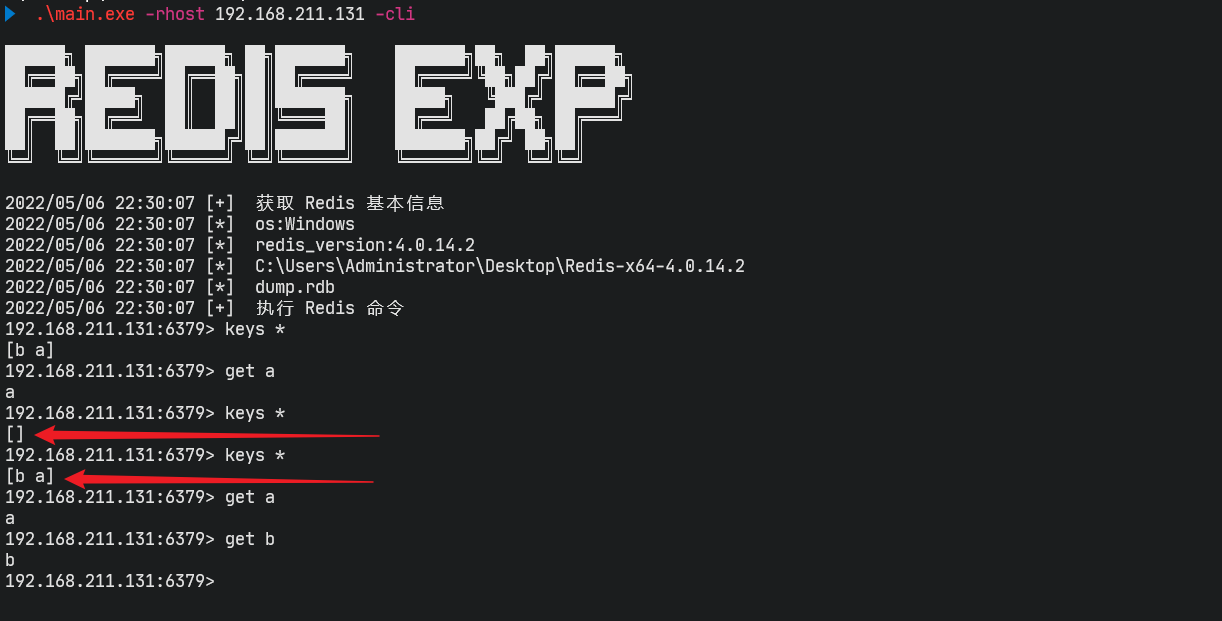 .\main.exe -rhost 192.168.211.131 -cli
REDIS EXP
2022/05/06 22:30:07 [+] 获取 Redis 基本信息
2022/05/06 22:30:07 [*] os:Windows
2022/05/06 22:30:07 [*] redis_version:4.0.14.2
2022/05/06 22:30:07 [*] C:\Users\Administrator\Desktop\Redis-x64-4.0.14.2
2022/05/06 22:30:07 [*] dump.rdb
2022/05/06 22:30:07 [+] 执行 Redis 命令
192.168.211.131:6379> keys *
[b a]
192.168.211.131:6379> get a
a
192.168.211.131:6379> keys *
[]
192.168.211.131:6379> keys *
[b a]
192.168.211.131:6379> get a
a
192.168.211.131:6379> get b
b
192.168.211.131:6379>